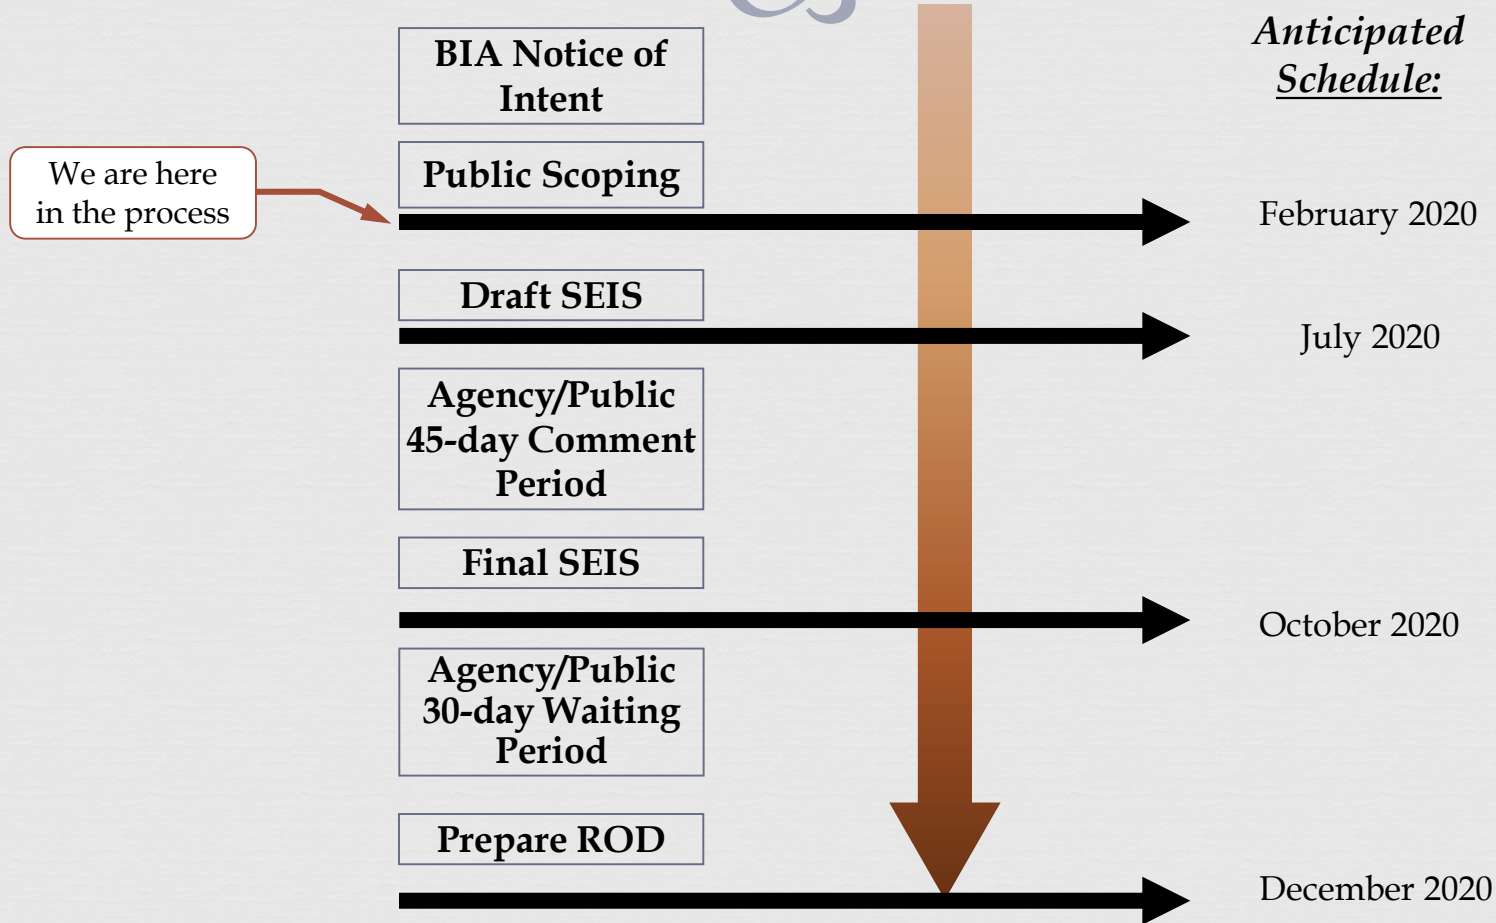 Anticipated
Schedule:
BIA Notice of
Intent
We are here
in the process
Public Scoping
February 2020
Draft SEIS
July 2020
Agency/Public
45-day Comment
Period
Final SEIS
October 2020
Agency/Public
30-day Waiting
Period
Prepare ROD
December 2020